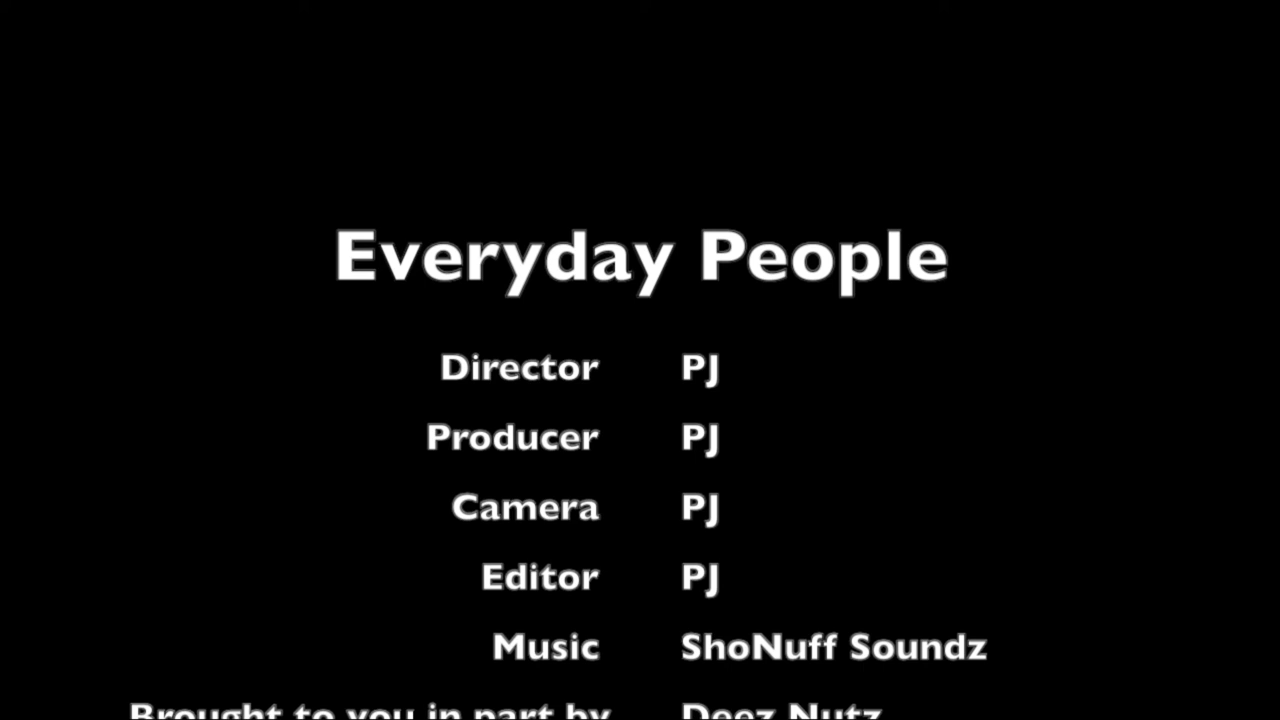 Everyday People
Director PJ
Producer PJ
Camera PJ
Editor PJ
Music ShoNuff Soundz
Brought to you in part by Deez Nutz